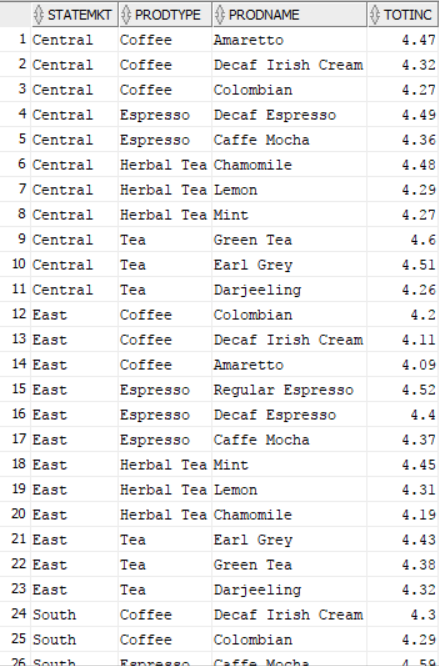 STATEMKT PRODTYPE PRODNAME TOTINC
1 Central Coffee Amaretto 4.47
2 Central Coffee Decaf Irish Cream 4.32
3 Central Coffee Colombian 4.27
4 Central Espresso Decaf Espresso 4.49
5 Central Espresso Caffe Mocha 4.36
6 Central Herbal Tea Chamomile 4.48
7 Central Herbal Tea Lemon 4.29
8 Central Herbal Tea Mint 4.27
9 Central Tea Green Tea 4.6
10 Central Tea Earl Grey 4.51
11 Central Tea Darjeeling 4.26
12 East Coffee Colombian 4.2
13 East Coffee Decaf Irish Cream 4.11
14 East Coffee Amaretto 4.09
15 East Espresso Regular Espresso 4.52
16 East Espresso Decaf Espresso 4.4
17 East Espresso Caffe Mocha 4.37
18 East Herbal Tea Mint 4.45
19 East Herbal Tea Lemon 4.31
20 East Herbal Tea Chamomile 4.19
21 East Tea Earl Grey 4.43
22 East Tea Green Tea 4.38
23 East Tea Darjeeling 4.32
24 South Coffee Decaf Irish Cream 4.3
25 South Coffee Colombian 4.29
26 South Espresso Caffe Mocha 4.59